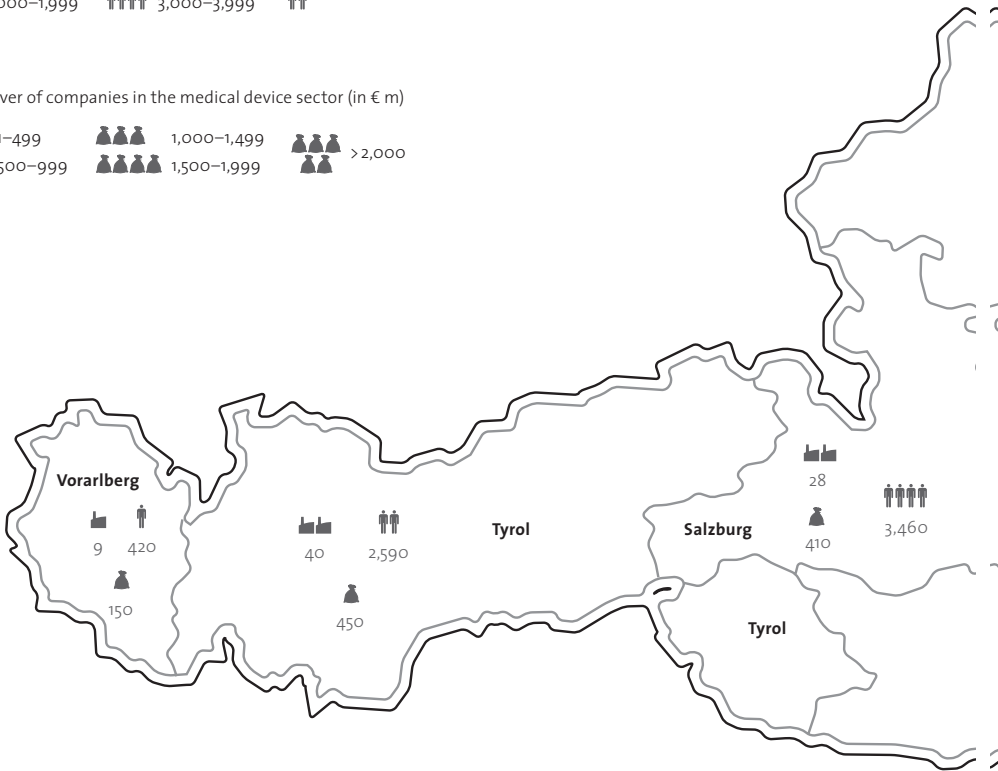 000–1,999 3,000–3,999
ver of companies in the medical device sector (in € m)
–499 1,000–1,499 >2,000
500–999 1,500–1,999
Vorarlberg
9 420
150
40 2,590
450
Tyrol
Salzburg
28
3,460
410
Tyrol